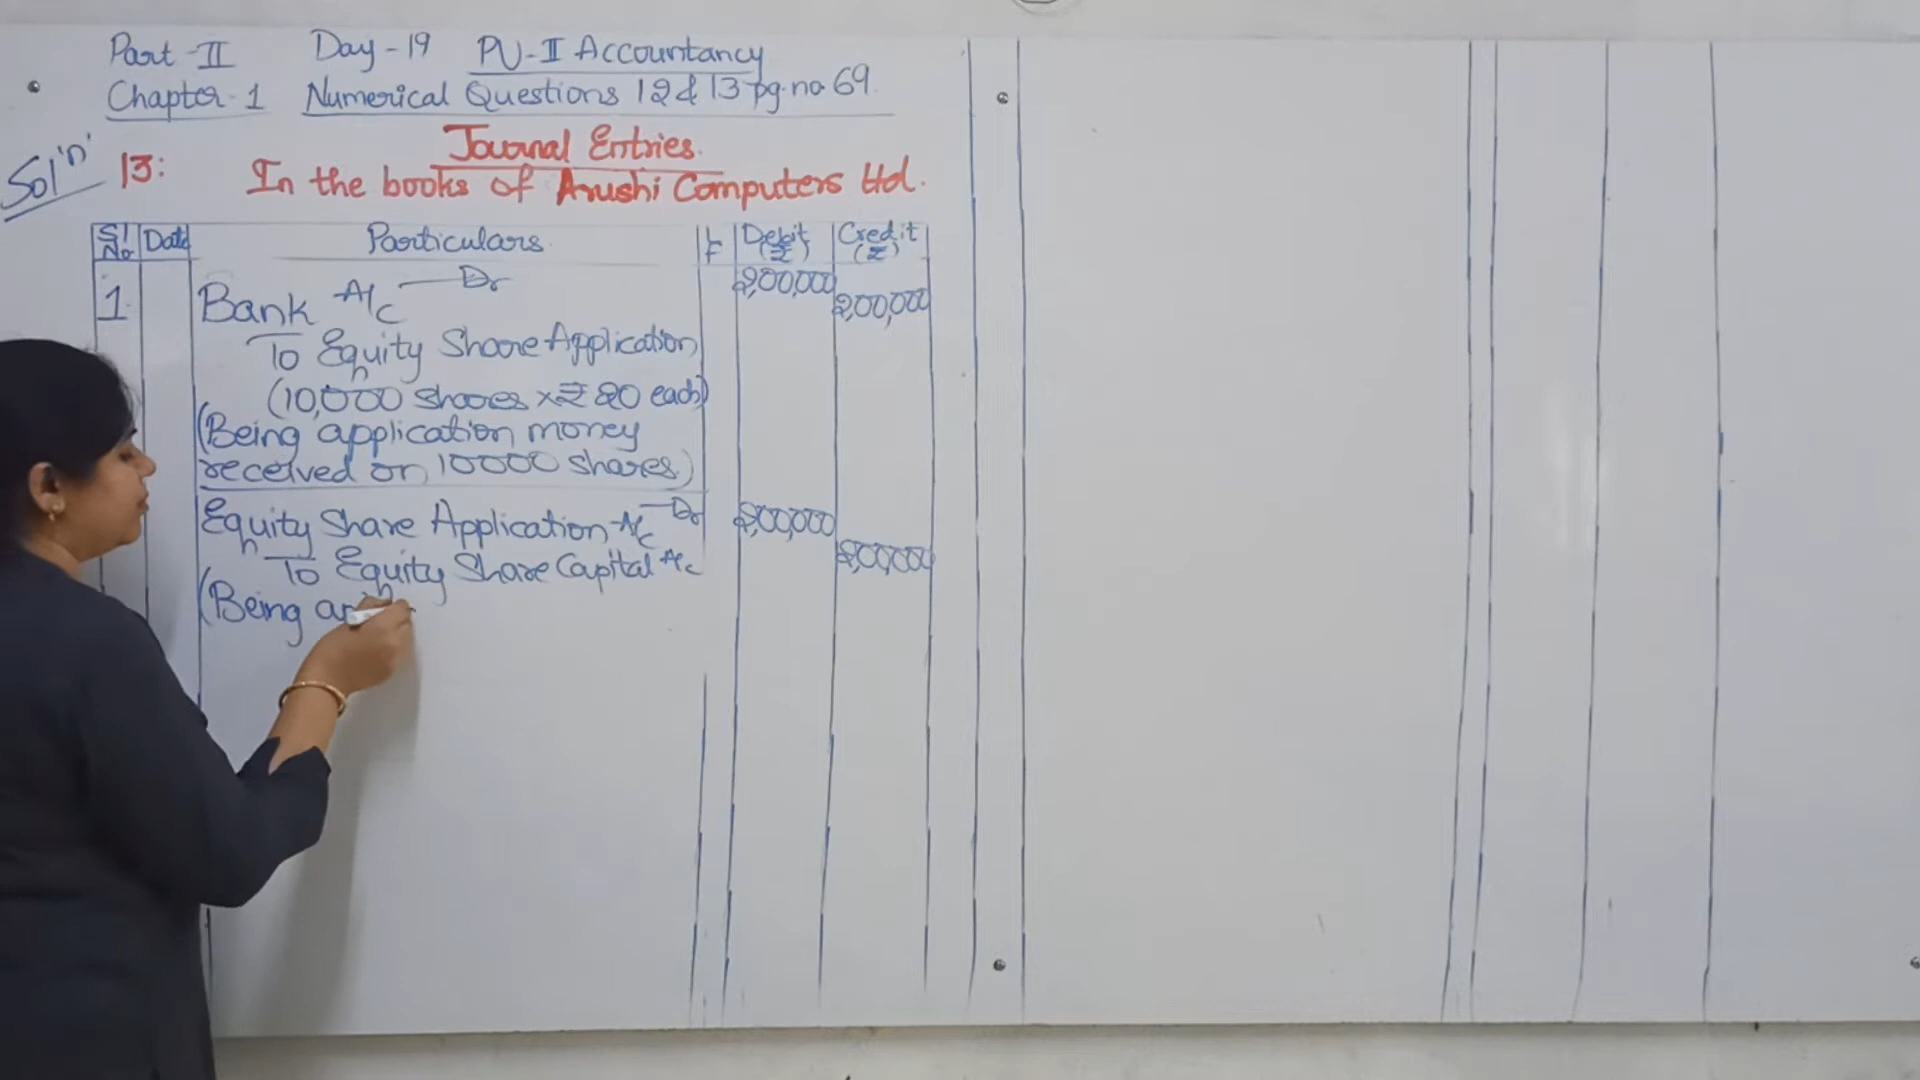 Part-II Day-19 PU-II Accountancy
Chapter-1 Numerical Questions 12 & 13 pg.no 69.
Journal Entries.
Sol'n' 13: In the books of Arushi Computers Ltd.
Sl No Date Particulars LF Debit (₹) Credit (₹)
1. Bank A/c Dr 2,00,000
To Equity Share Application 2,00,000
(10,000 shares × ₹ 20 each)
(Being application money
received on 10000 shares.)
Equity Share Application A/c Dr 2,00,000
To Equity Share Capital A/c 2,00,000
(Being